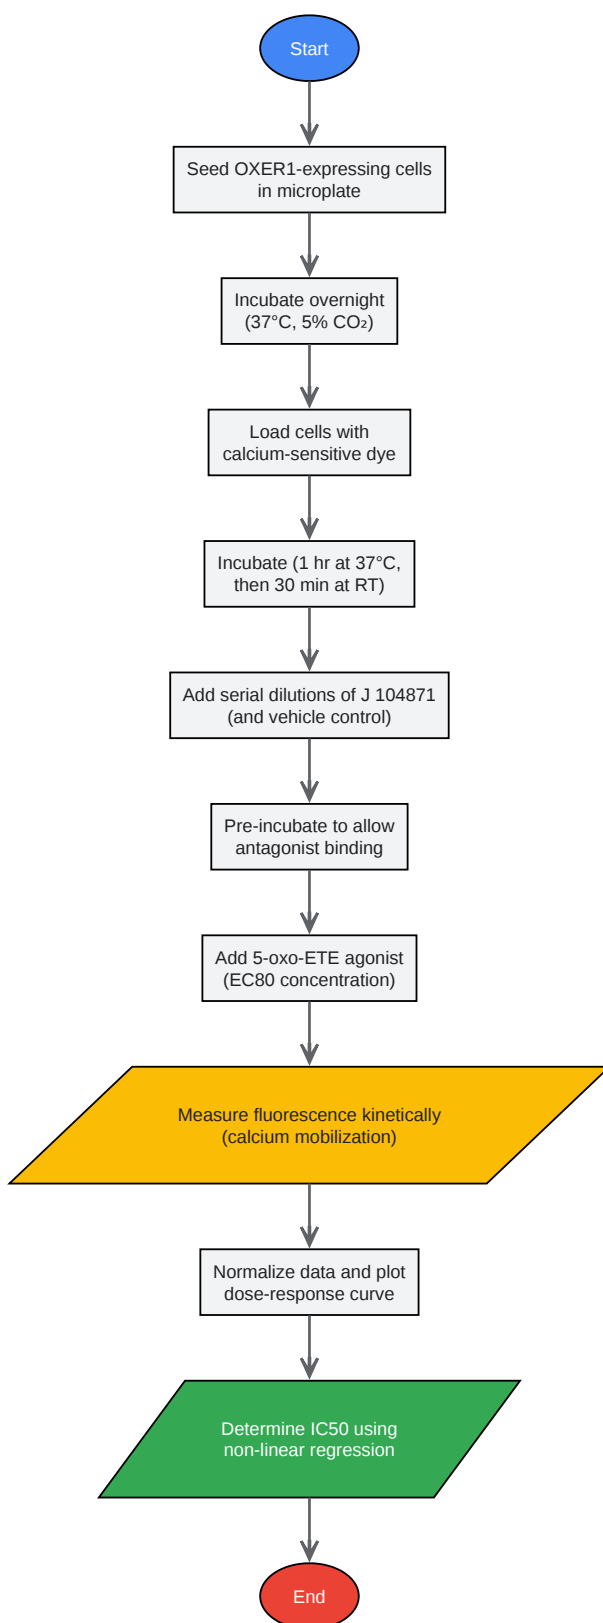 Start
Seed OXER1-expressing cells
in microplate
Incubate overnight
(37°C, 5% CO₂)
Load cells with
calcium-sensitive dye
Incubate (1 hr at 37°C,
then 30 min at RT)
Add serial dilutions of J 104871
(and vehicle control)
Pre-incubate to allow
antagonist binding
Add 5-oxo-ETE agonist
(EC80 concentration)
Measure fluorescence kinetically
(calcium mobilization)
Normalize data and plot
dose-response curve
Determine IC50 using
non-linear regression
End